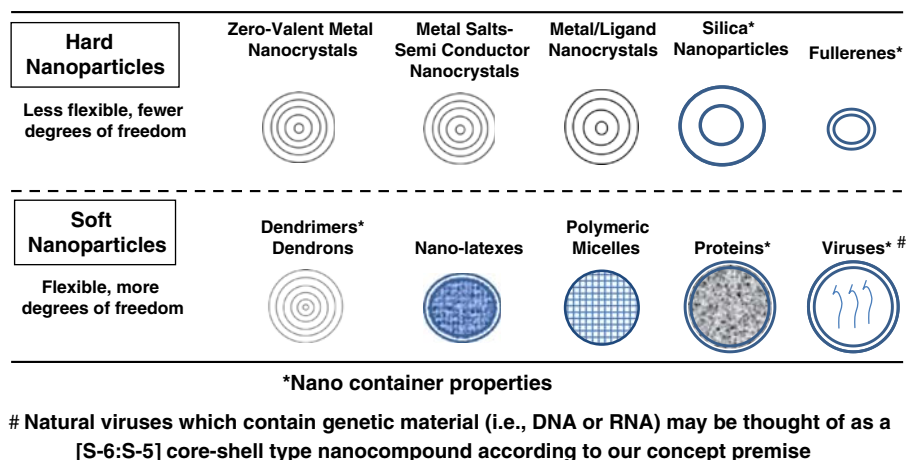 Hard
Nanoparticles
Less flexible, fewer
degrees of freedom
Zero-Valent Metal
Nanocrystals
Metal Salts-
Semi Conductor
Nanocrystals
Metal/Ligand
Nanocrystals
Silica*
Nanoparticles
Fullerenes*
Soft
Nanoparticles
Flexible, more
degrees of freedom
Dendrimers*
Dendrons
Nano-latexes
Polymeric
Micelles
Proteins*
Viruses* #
*Nano container properties
# Natural viruses which contain genetic material (i.e., DNA or RNA) may be thought of as a
[S-6:S-5] core-shell type nanocompound according to our concept premise